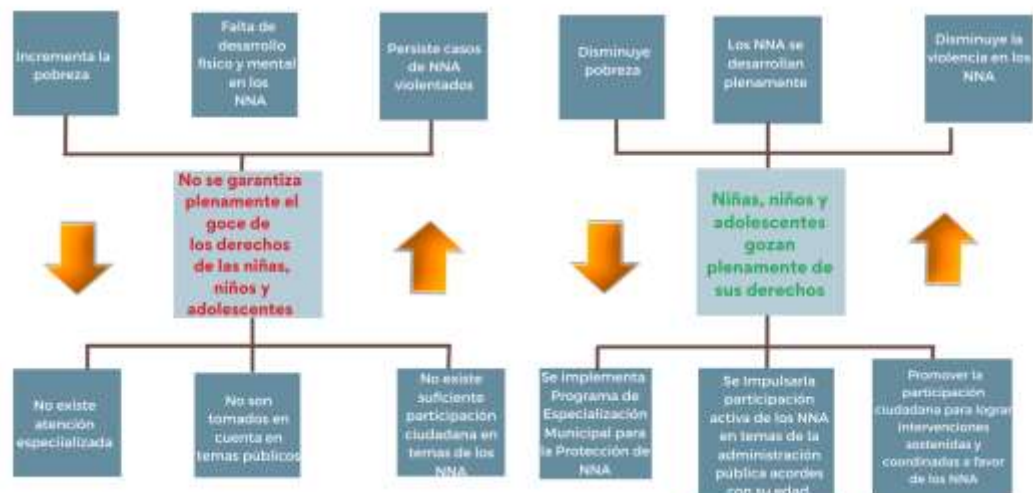 Incrementa la
pobreza
Falta de
desarrollo
físico y mental
en los
NNA
Persiste casos
de NNA
violentados
No se garantiza
plenamente el
goce de
los derechos
de las niñas,
niños y
adolescentes
No existe
atención
especiializada
No son
tomados en
cuenta en
temas públicos
No existe
suficiente
participación
ciudadana en
temas de los
NNA
Disminuye
pobreza
Los NNA se
desarrollan
plenamente
Disminuye la
violencia en los
NNA
Niñas, niños y
adolescentes
gozan
plenamente de
sus derechos
Se implementa
Programa de
Especialización
Municipal para
la Protección de
NNA
Se Impulsarla
participación
activa de los NNA
en temas de la
administración
pública acordes
con su edad
Promover la
participación
ciudadana para lograr
intervenciones
sostenidas y
coordinadas a favor
de los NNA